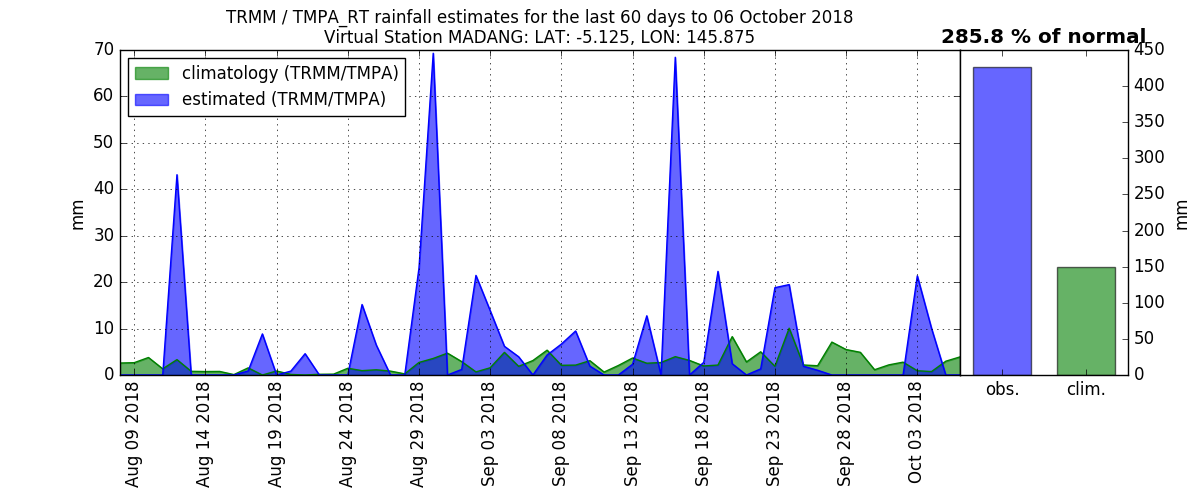 TRMM / TMPA_RT rainfall estimates for the last 60 days to 06 October 2018
Virtual Station MADANG: LAT: -5.125, LON: 145.875
285.8 % of normal
climatology (TRMM/TMPA)
estimated (TRMM/TMPA)
70
60
50
40
30
20
10
0
mm
Aug 09 2018
Aug 14 2018
Aug 19 2018
Aug 24 2018
Aug 29 2018
Sep 03 2018
Sep 08 2018
Sep 13 2018
Sep 18 2018
Sep 23 2018
Sep 28 2018
Oct 03 2018
obs.
clim.
450
400
350
300
250
200
150
100
50
0
mm